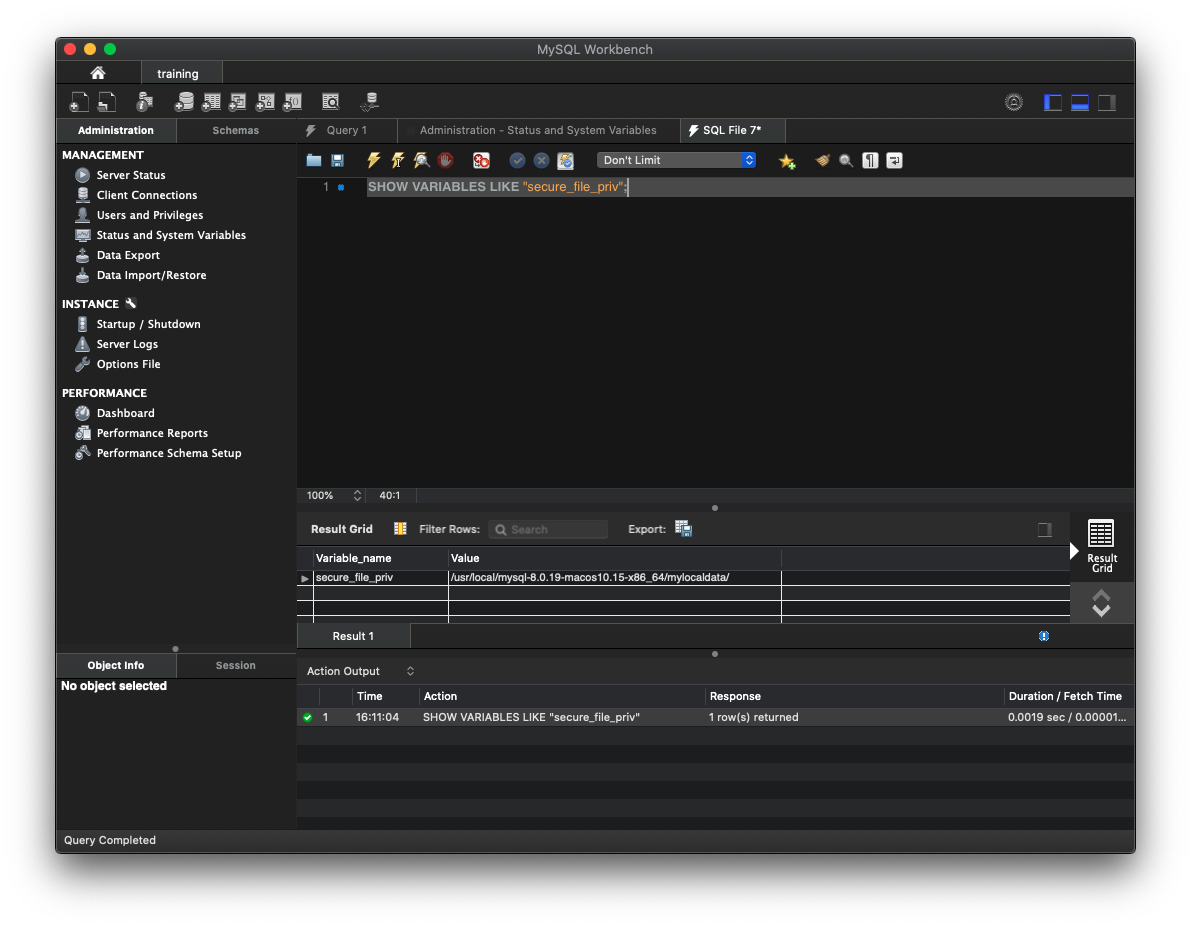 MySQL Workbench
training
Administration
Schemas
MANAGEMENT
Server Status
Client Connections
Users and Privileges
Status and System Variables
Data Export
Data Import/Restore
INSTANCE
Startup / Shutdown
Server Logs
Options File
PERFORMANCE
Dashboard
Performance Reports
Performance Schema Setup
Object Info
Session
No object selected
Query 1
Administration - Status and System Variables
SQL File 7*
Don't Limit
1 SHOW VARIABLES LIKE "secure_file_priv";
100% 40:1
Result Grid Filter Rows: Search Export:
Variable_name Value
secure_file_priv /usr/local/mysql-8.0.19-macos10.15-x86_64/mylocaldata/
Result
Grid
Result 1
Action Output
Time Action Response Duration / Fetch Time
1 16:11:04 SHOW VARIABLES LIKE "secure_file_priv" 1 row(s) returned 0.0019 sec / 0.00001...
Query Completed